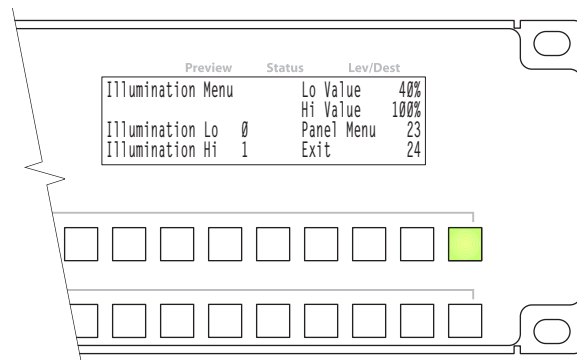 Preview Status Lev/Dest
Illumination Menu Lo Value 40%
Hi Value 100%
Illumination Lo 0 Panel Menu 23
Illumination Hi 1 Exit 24